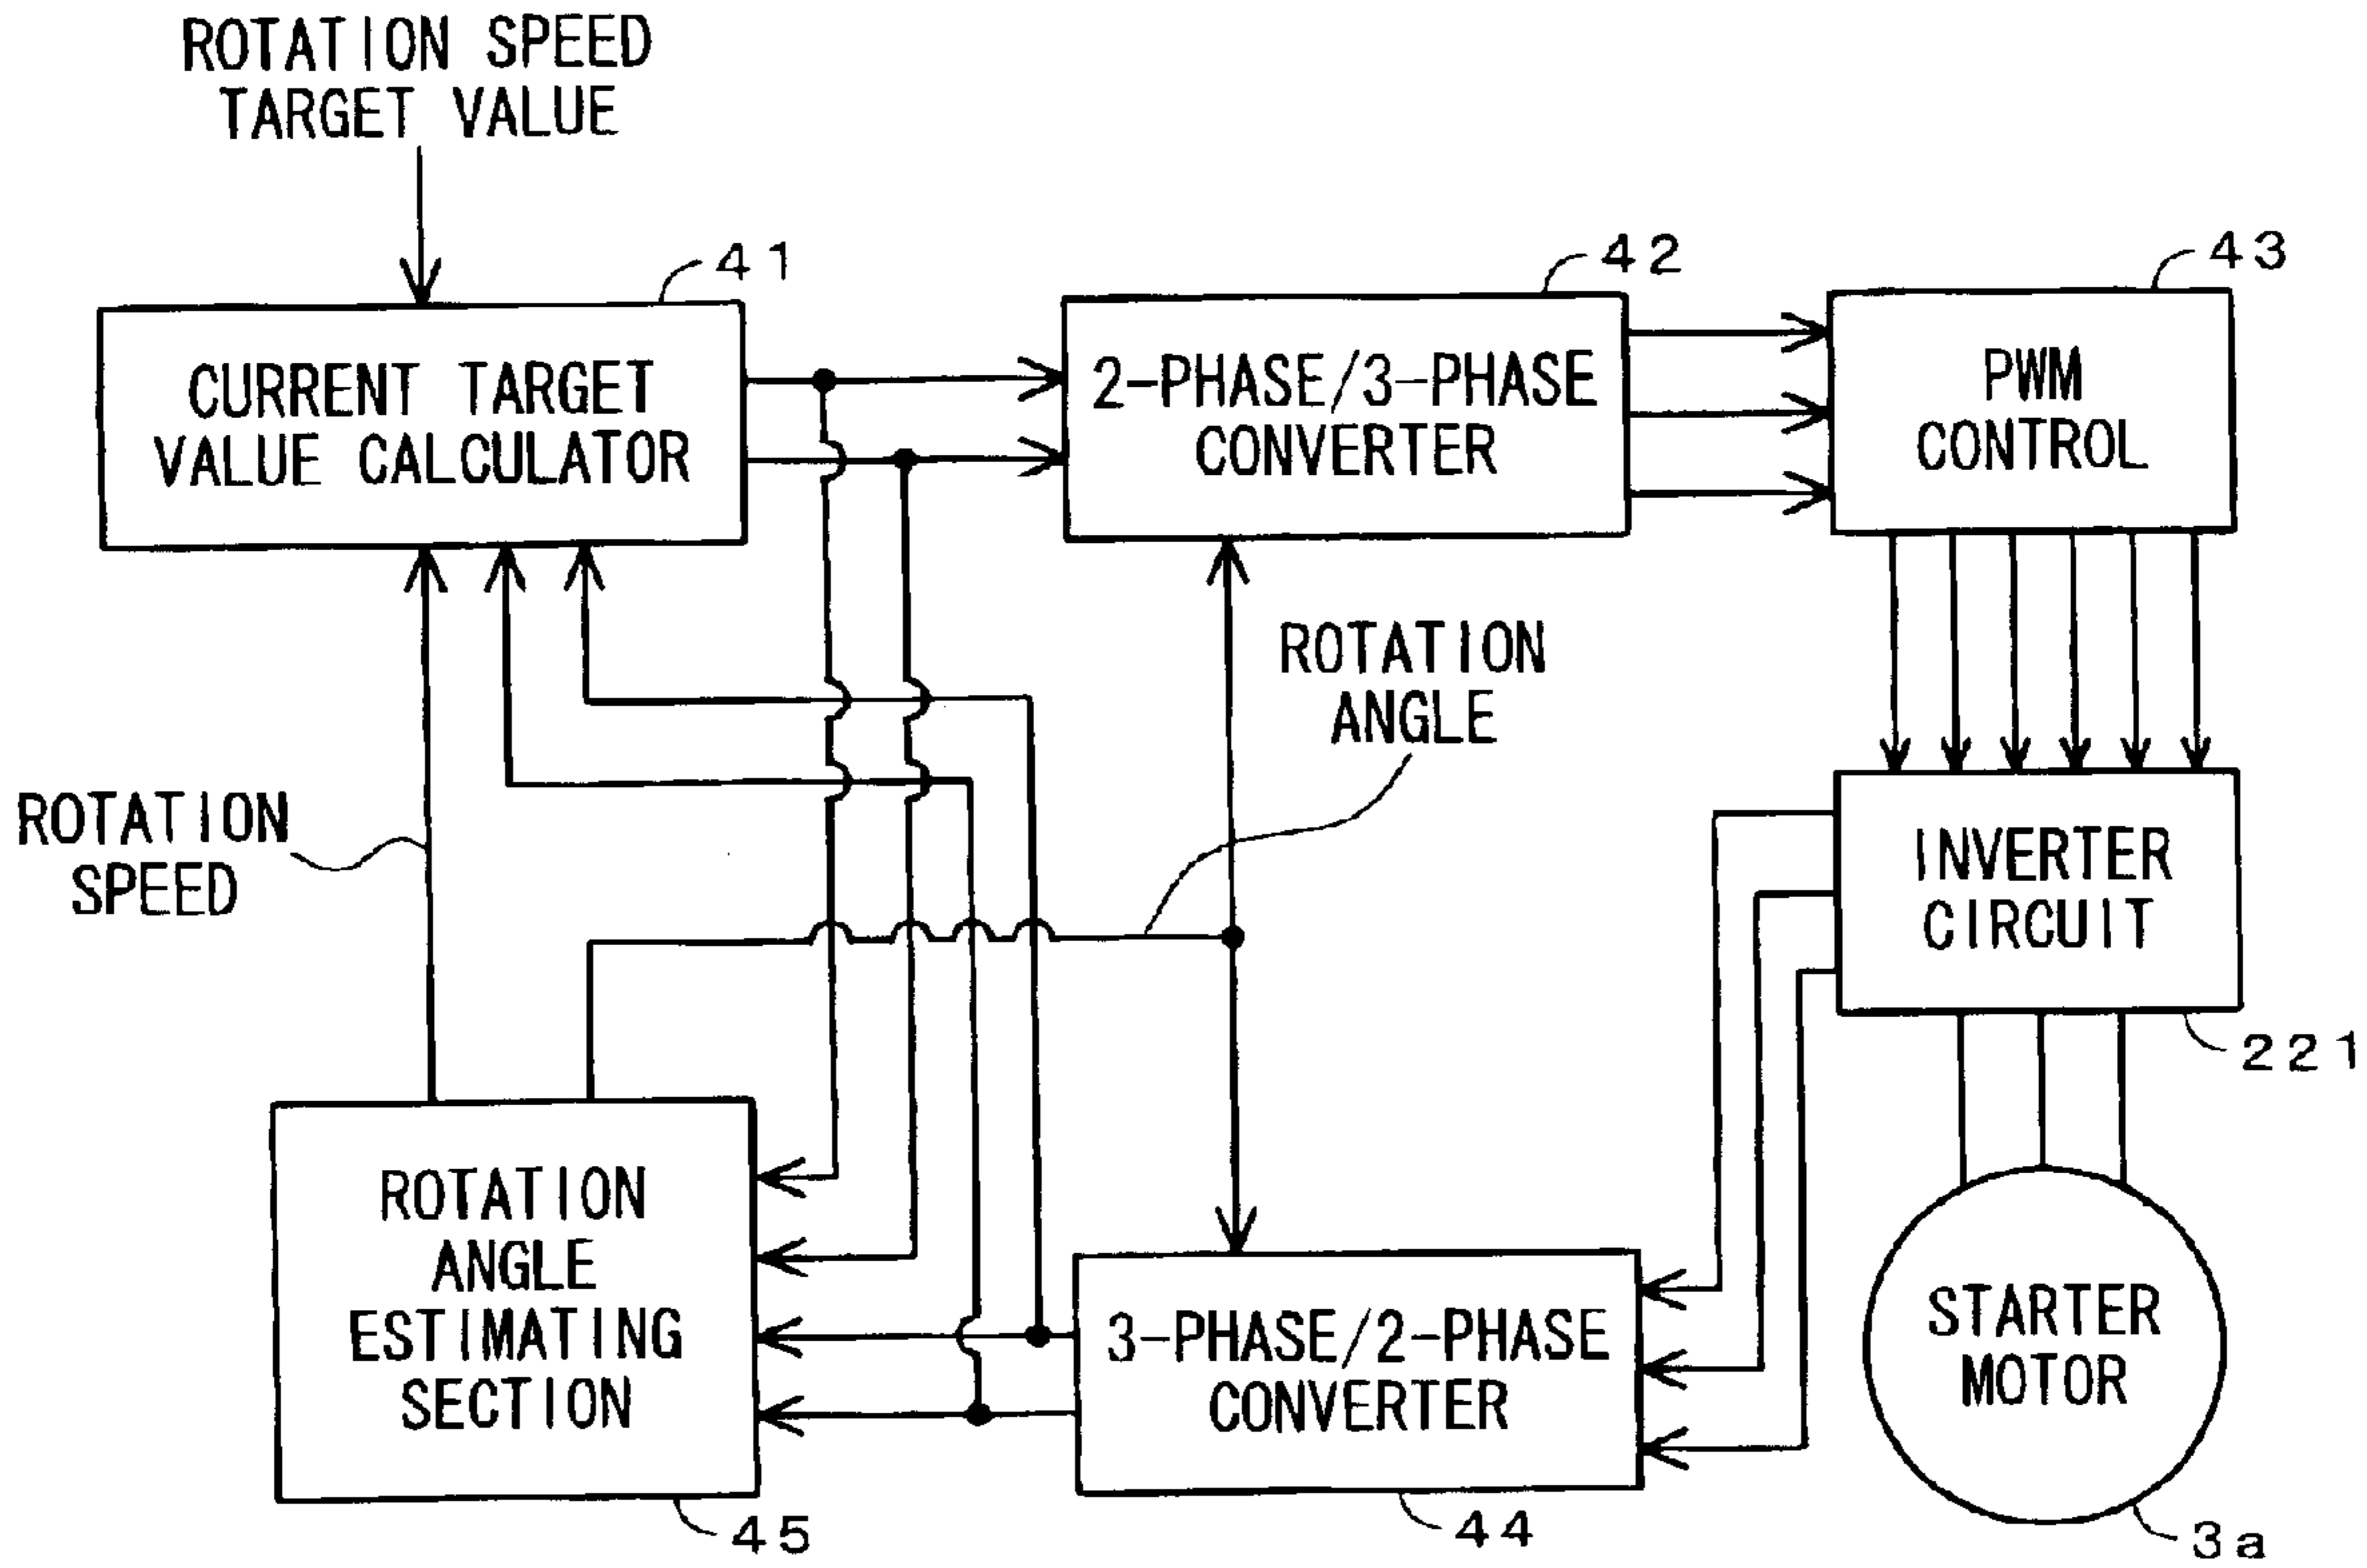 ROTATION SPEED
TARGET VALUE
41
42
43
CURRENT TARGET
VALUE CALCULATOR
2-PHASE/3-PHASE
CONVERTER
PWM
CONTROL
ROTATION
ANGLE
ROTATION
SPEED
INVERTER
CIRCUIT
221
ROTATION
ANGLE
ESTIMATING
SECTION
3-PHASE/2-PHASE
CONVERTER
STARTER
MOTOR
45
44
3a